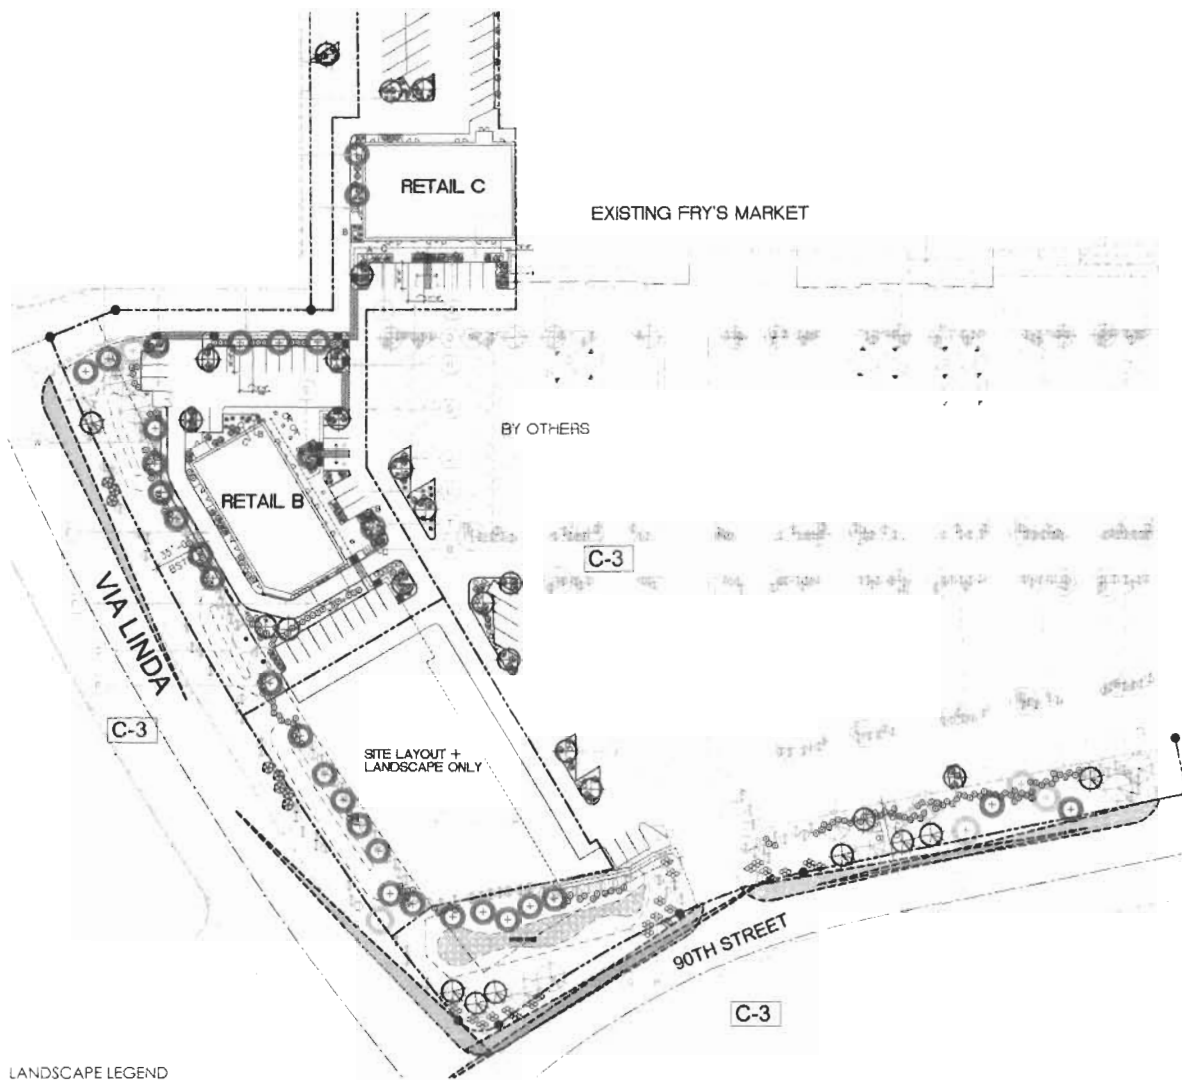 RETAIL C
EXISTING FRY'S MARKET
BY OTHERS
RETAIL B
C-3
VIA LINDA
C-3
SITE LAYOUT +
LANDSCAPE ONLY
90TH STREET
C-3
LANDSCAPE LEGEND